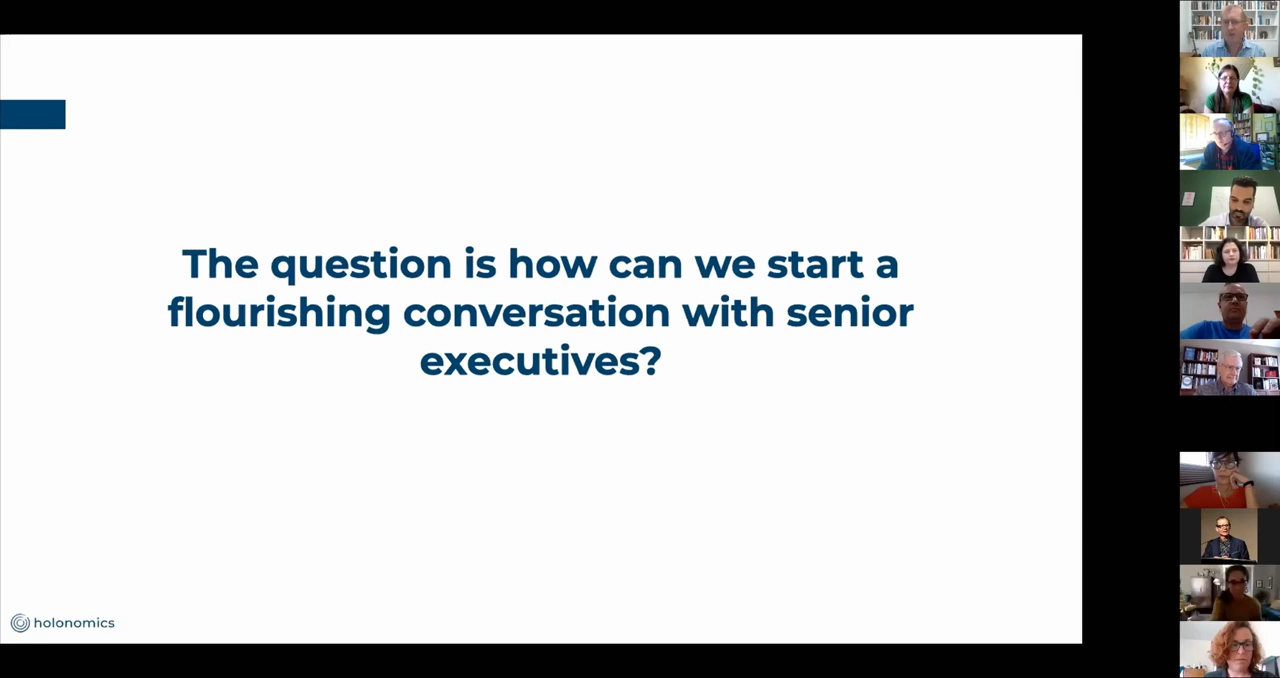 The question is how can we start a
flourishing conversation with senior
executives?
holonomics